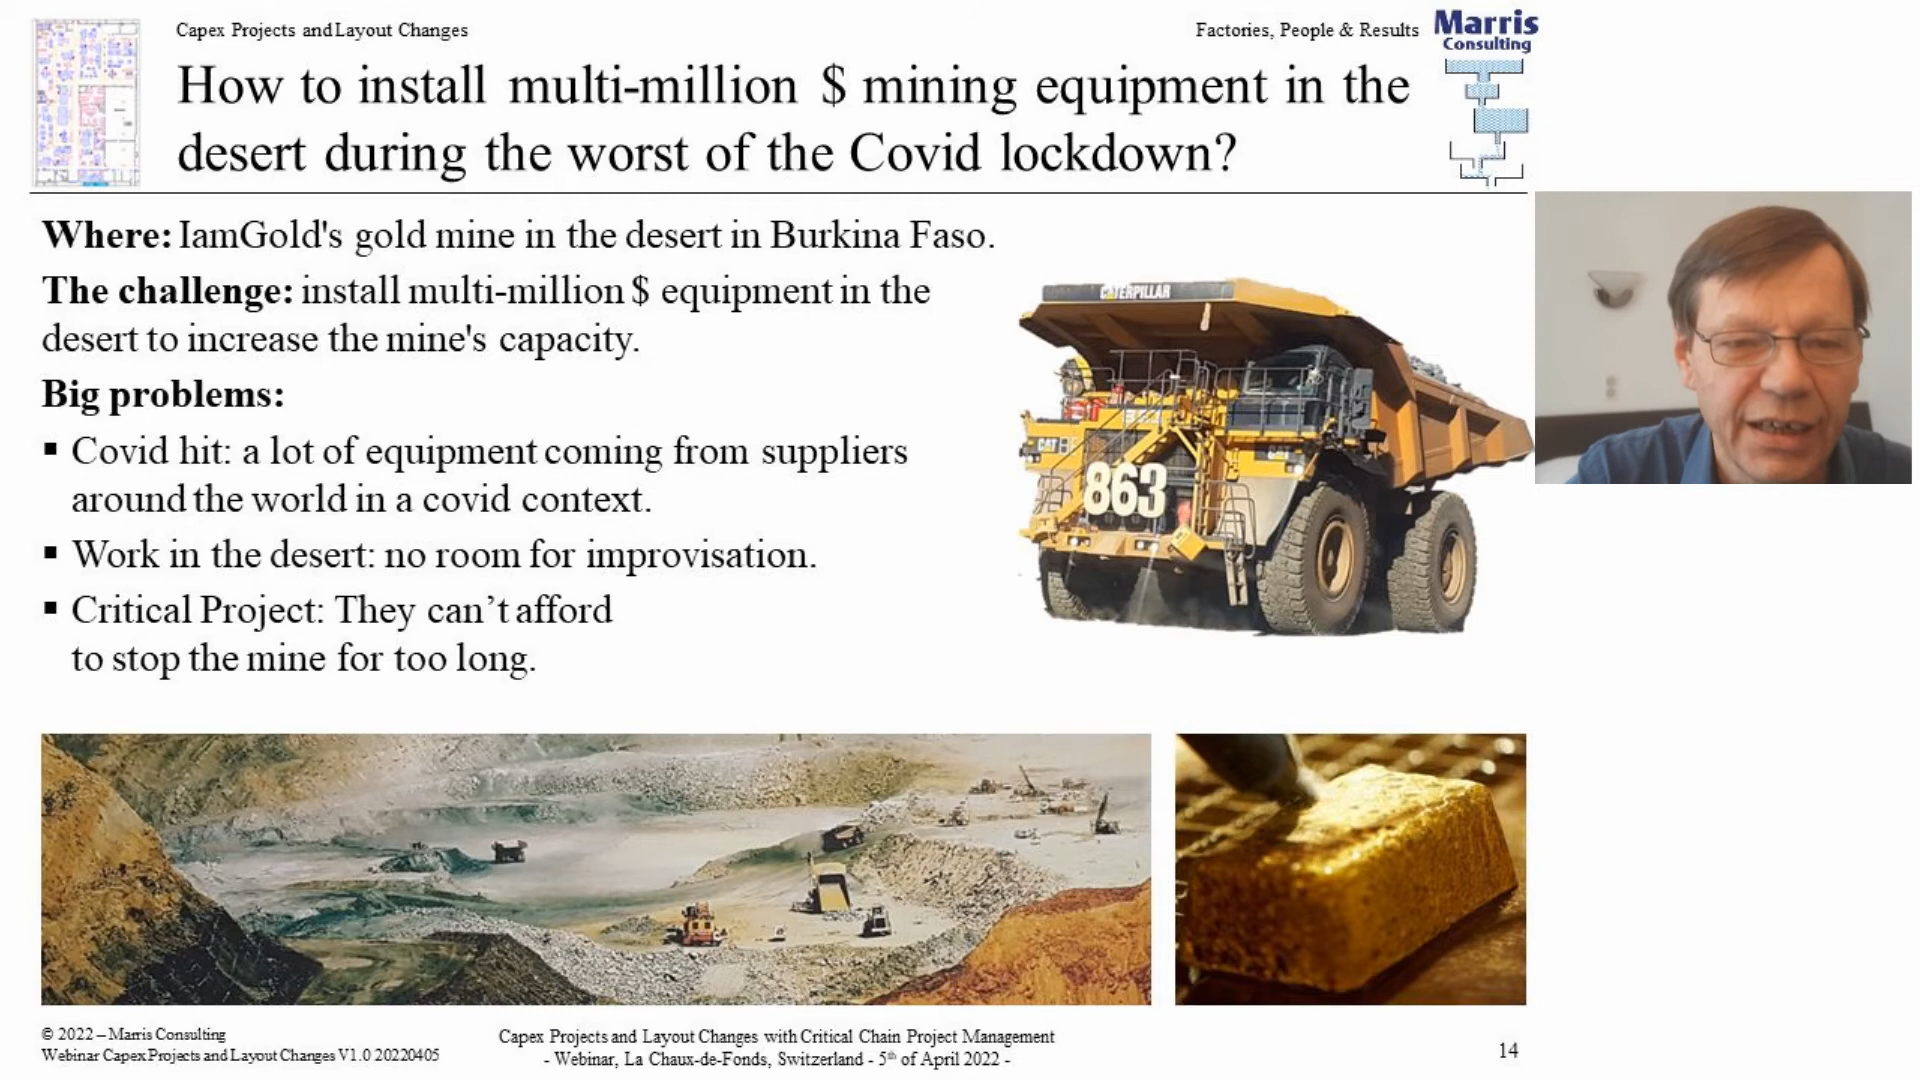 Capex Projects and Layout Changes
Factories, People & Results
Marris
Consulting
How to install multi-million $ mining equipment in the
desert during the worst of the Covid lockdown?
Where: IamGold's gold mine in the desert in Burkina Faso.
The challenge: install multi-million $ equipment in the
desert to increase the mine's capacity.
Big problems:
▪ Covid hit: a lot of equipment coming from suppliers
around the world in a covid context.
▪ Work in the desert: no room for improvisation.
▪ Critical Project: They can’t afford
to stop the mine for too long.
CATERPILLAR
CAT
863
© 2022 – Marris Consulting
Webinar Capex Projects and Layout Changes V1.0 20220405
Capex Projects and Layout Changes with Critical Chain Project Management
- Webinar, La Chaux-de-Fonds, Switzerland - 5th of April 2022 -
14